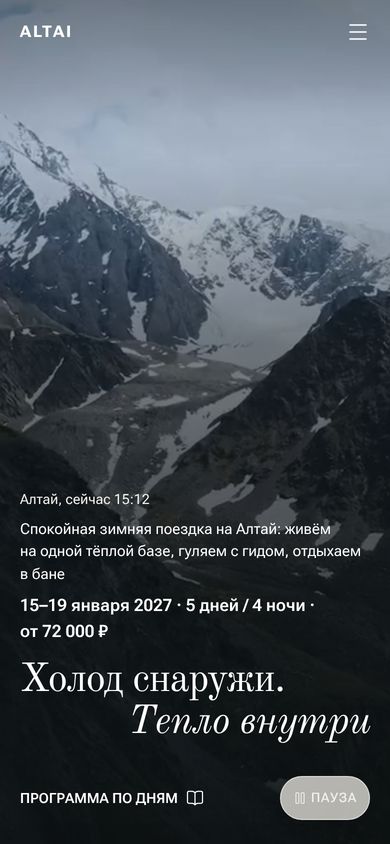 ALTAI
Алтай, сейчас 15:12
Спокойная зимняя поездка на Алтай: живём
на одной тёплой базе, гуляем с гидом, отдыхаем
в бане
15–19 января 2027 · 5 дней / 4 ночи ·
от 72 000 ₽
Холод снаружи.
Тепло внутри
ПРОГРАММА ПО ДНЯМ
ПАУЗА